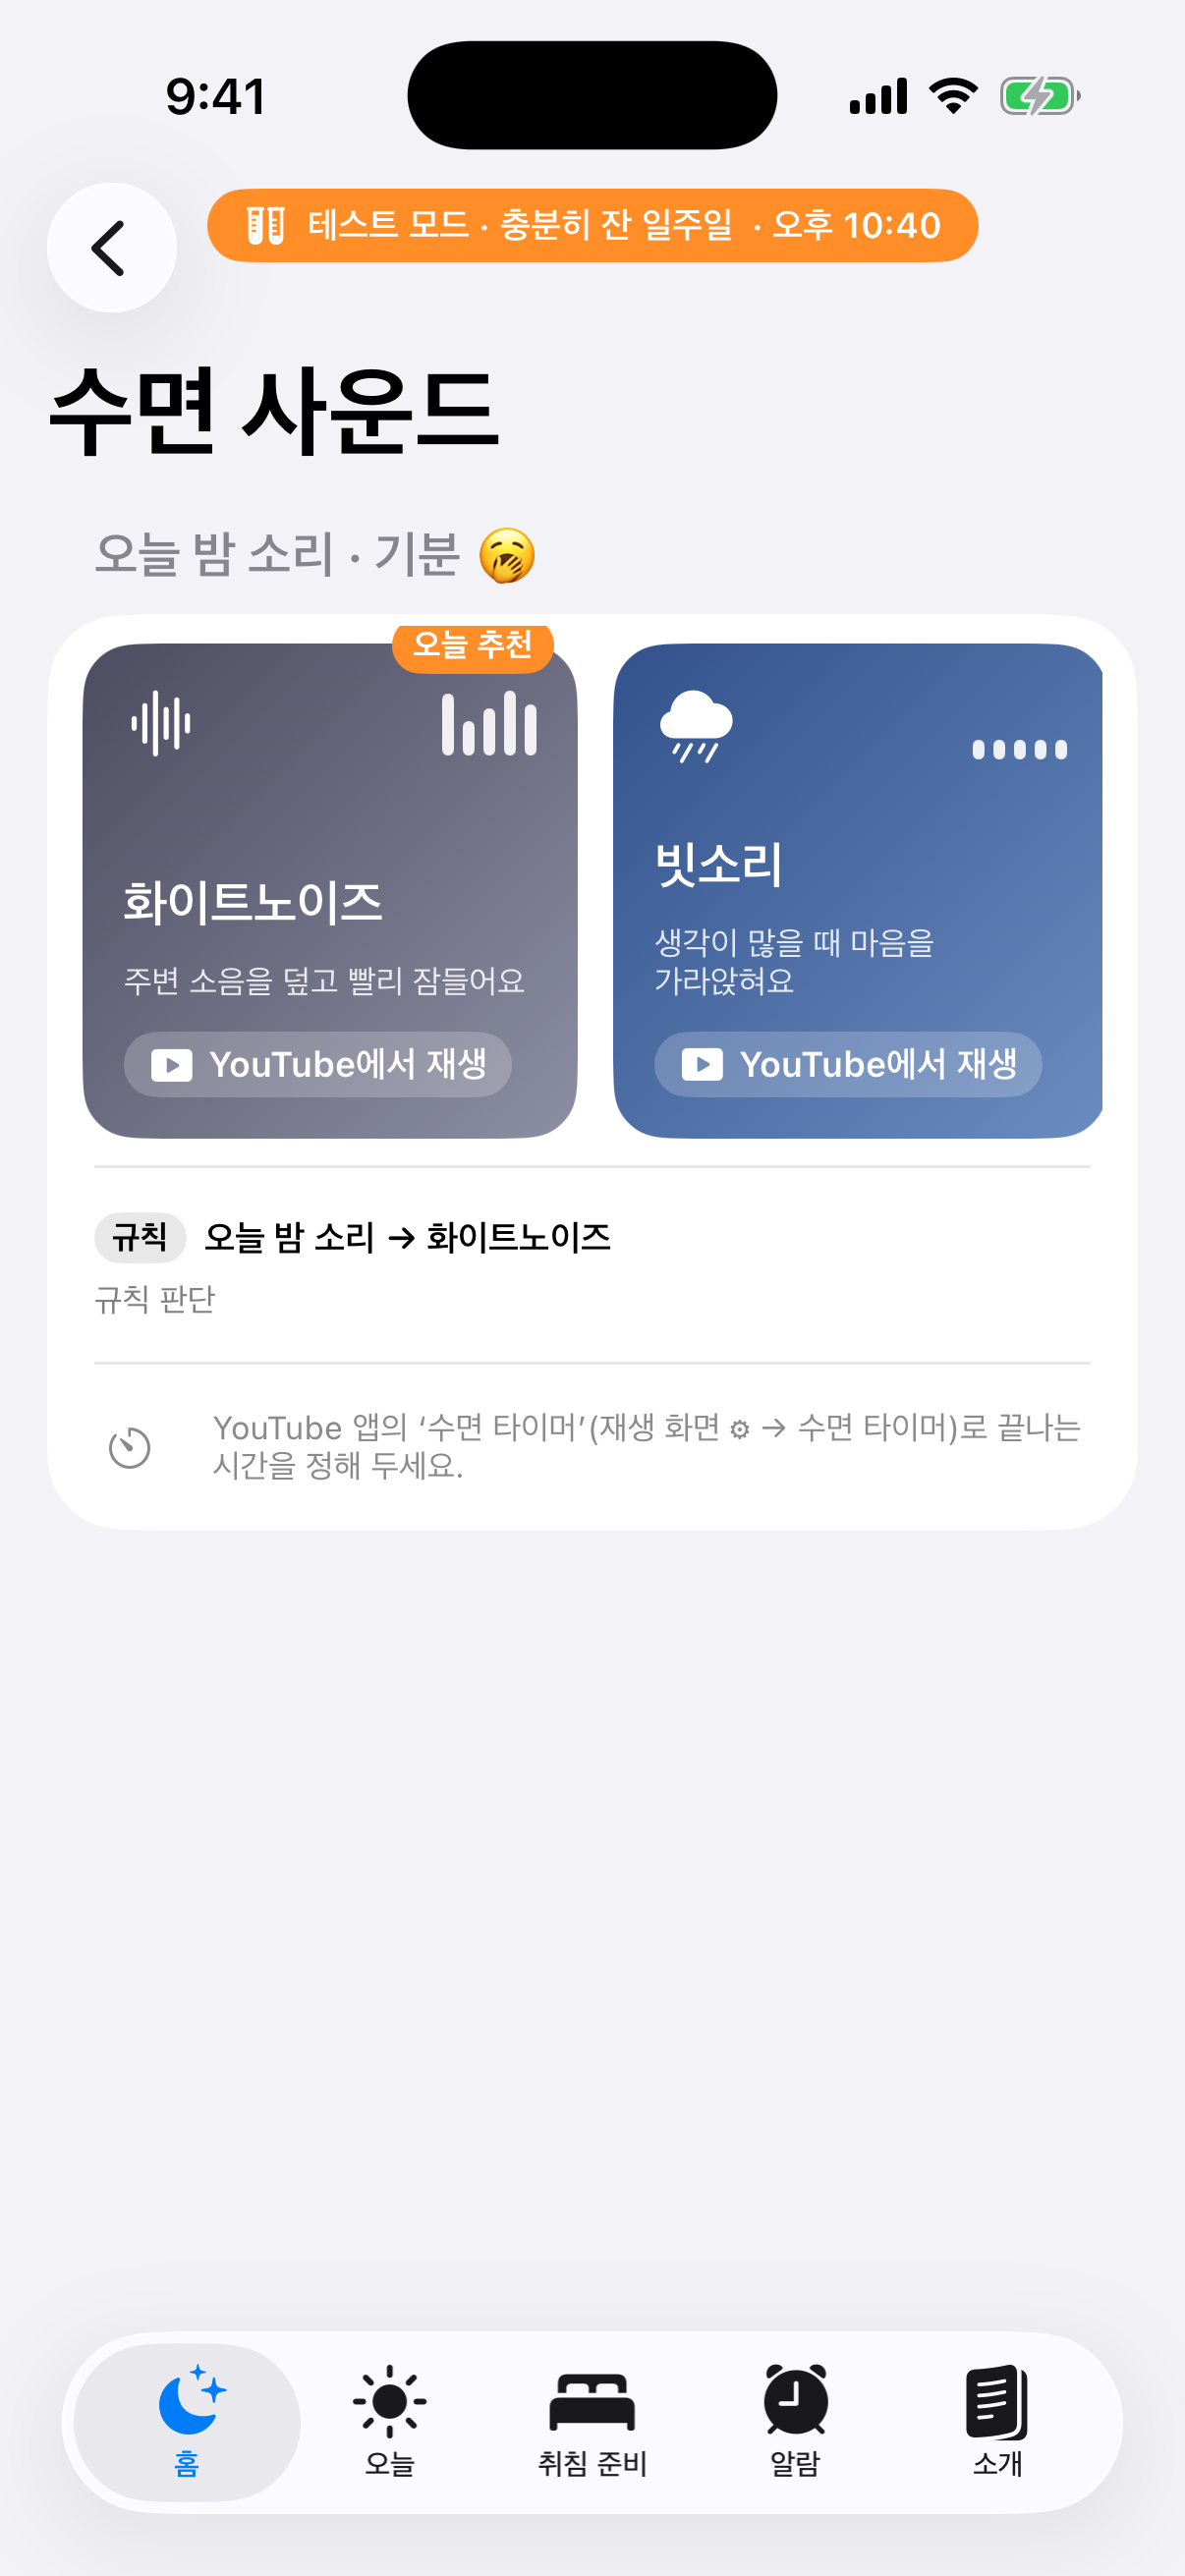 9:41
테스트 모드 · 충분히 잔 일주일 · 오후 10:40
수면 사운드
오늘 밤 소리 · 기분 🥱
오늘 추천
화이트노이즈
주변 소음을 덮고 빨리 잠들어요
YouTube에서 재생
빗소리
생각이 많을 때 마음을
가라앉혀요
YouTube에서 재생
규칙 오늘 밤 소리 → 화이트노이즈
규칙 판단
YouTube 앱의 ‘수면 타이머’(재생 화면 ⚙ → 수면 타이머)로 끝나는
시간을 정해 두세요.
홈
오늘
취침 준비
알람
소개